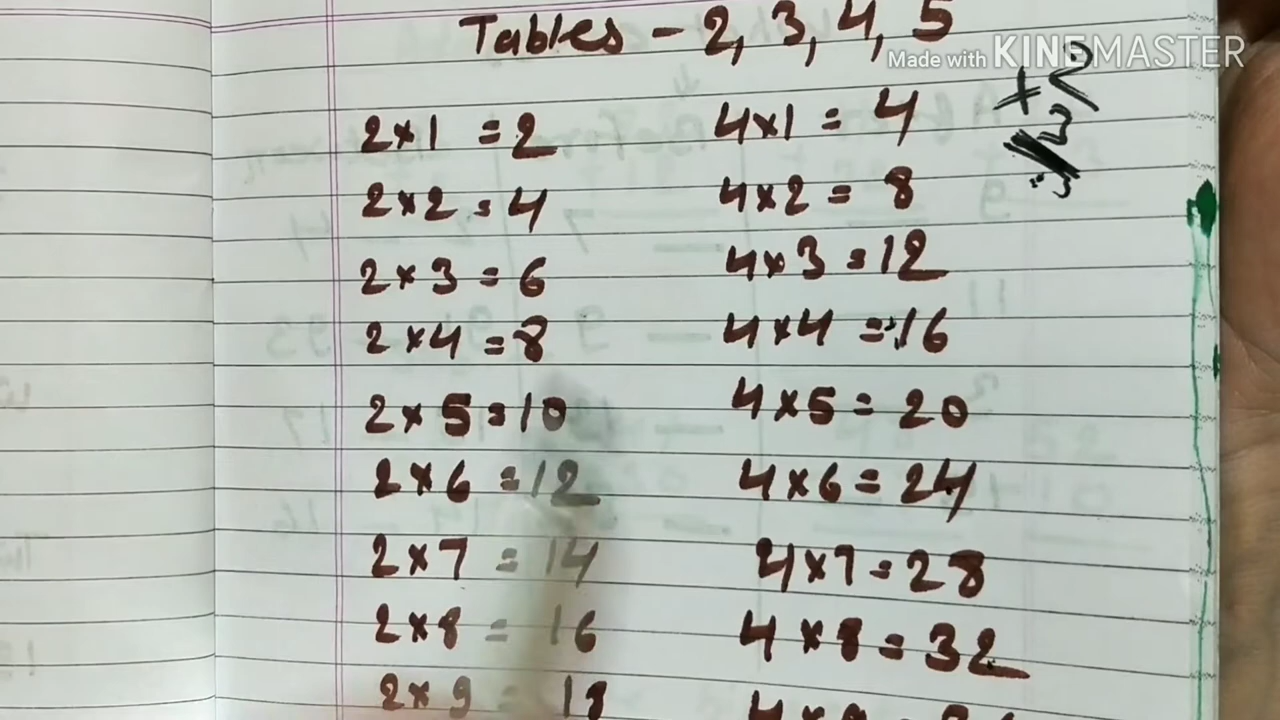 Tables - 2, 3, 4, 5
Made with KINEMASTER
2×1 = 2
2×2 = 4
2×3 = 6
2×4 = 8
2×5 = 10
2×6 = 12
2×7 = 14
2×8 = 16
2×9 = 18
4×1 = 4
4×2 = 8
4×3 = 12
4×4 = 16
4×5 = 20
4×6 = 24
4×7 = 28
4×8 = 32